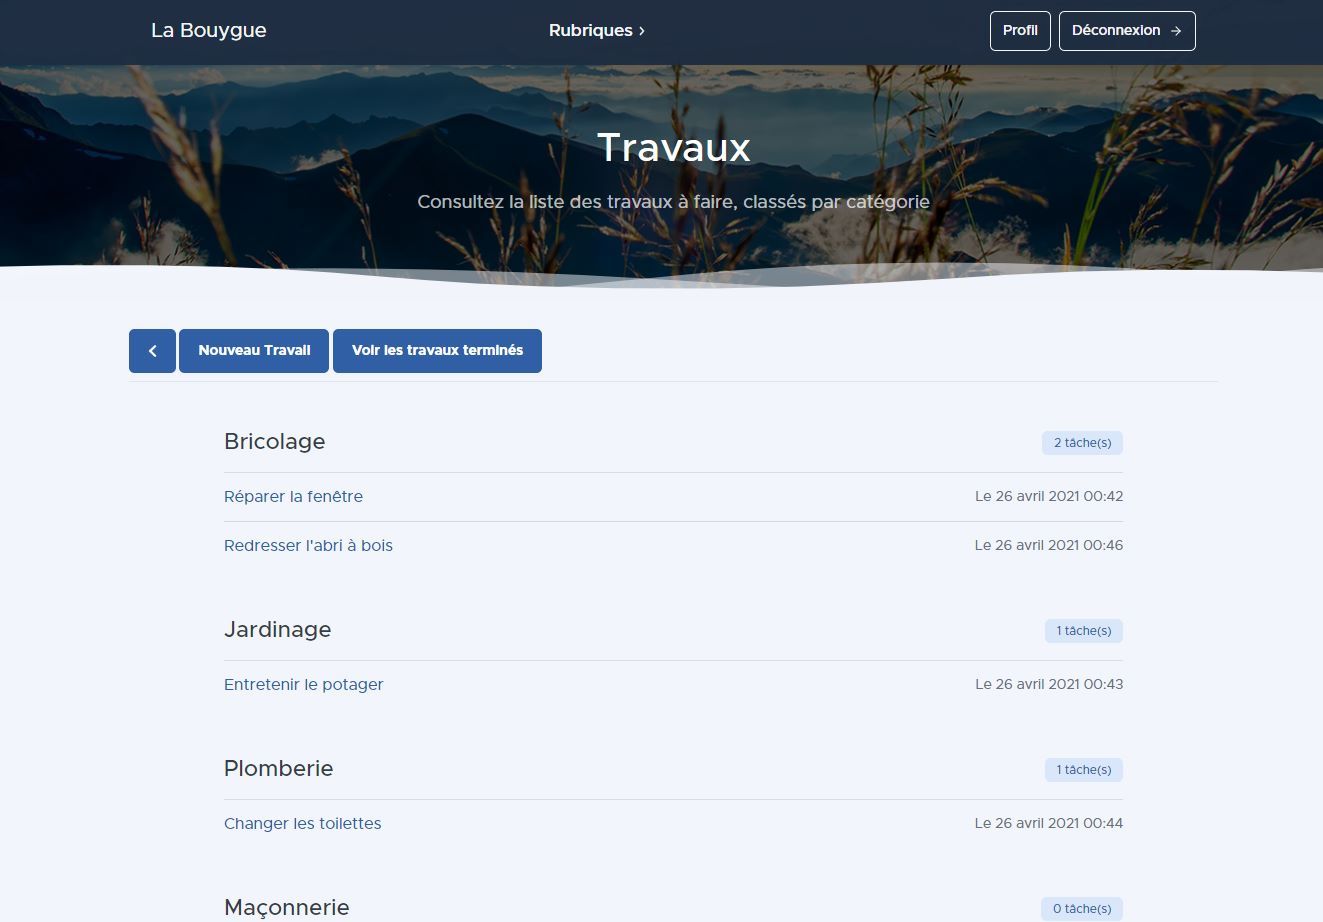 La Bouygue
Rubriques ›
Profil
Déconnexion →
Travaux
Consultez la liste des travaux à faire, classés par catégorie
Nouveau Travail
Voir les travaux terminés
Bricolage
2 tâche(s)
Réparer la fenêtre
Le 26 avril 2021 00:42
Redresser l'abri à bois
Le 26 avril 2021 00:46
Jardinage
1 tâche(s)
Entretenir le potager
Le 26 avril 2021 00:43
Plomberie
1 tâche(s)
Changer les toilettes
Le 26 avril 2021 00:44
Maçonnerie
0 tâche(s)